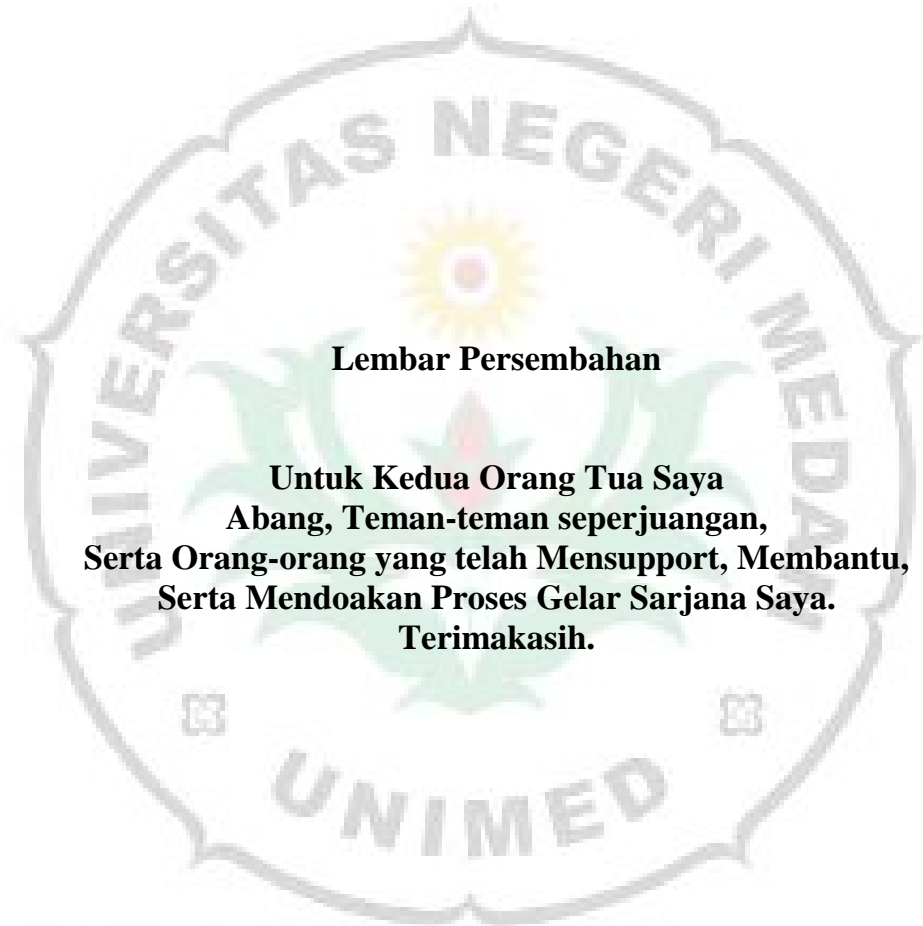 UNIVERSITAS NEGERI MEDAN
Lembar Persembahan
Untuk Kedua Orang Tua Saya
Abang, Teman-teman seperjuangan,
Serta Orang-orang yang telah Mensupport, Membantu,
Serta Mendoakan Proses Gelar Sarjana Saya.
Terimakasih.
UNIMED